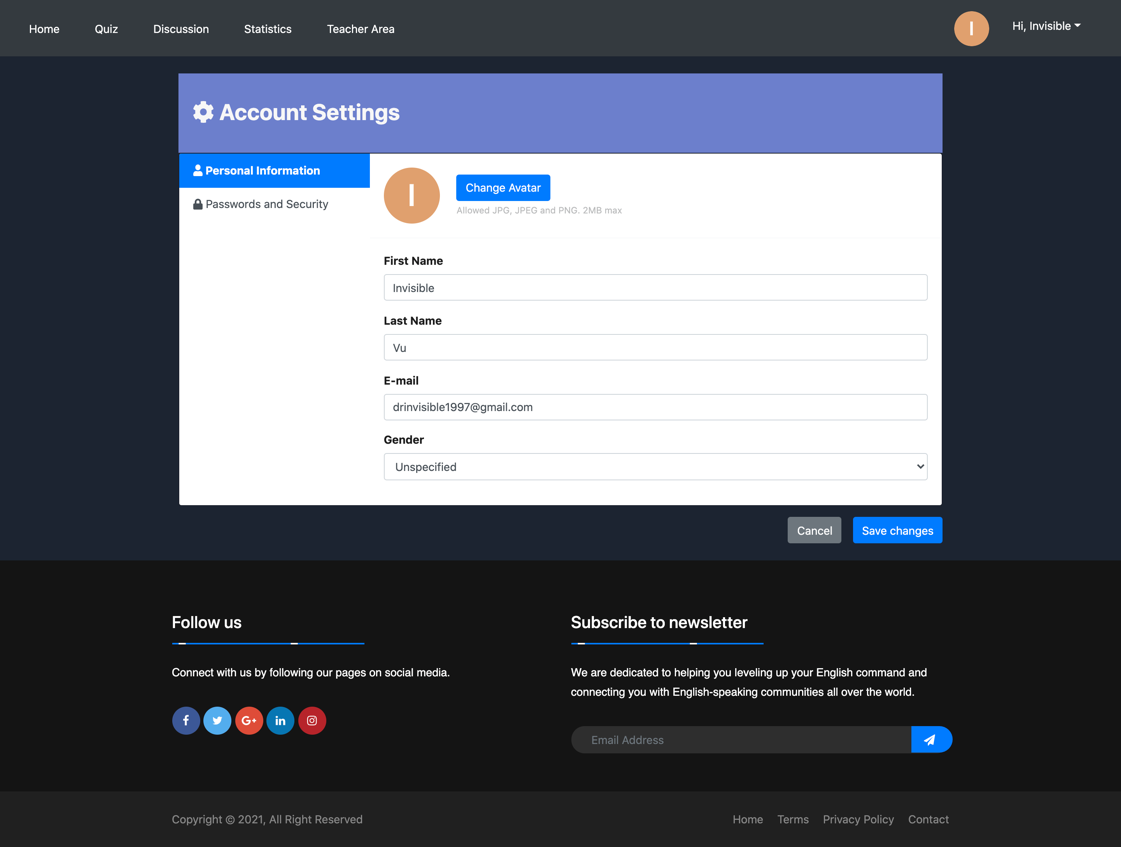 Home Quiz Discussion Statistics Teacher Area I Hi, Invisible
Account Settings
Personal Information
Passwords and Security
I
Change Avatar
Allowed JPG, JPEG and PNG. 2MB max
First Name
Invisible
Last Name
Vu
E-mail
drinvisible1997@gmail.com
Gender
Unspecified
Cancel Save changes
Follow us
Connect with us by following our pages on social media.
f G+ in
Subscribe to newsletter
We are dedicated to helping you leveling up your English command and
connecting you with English-speaking communities all over the world.
Email Address
Copyright © 2021, All Right Reserved
Home Terms Privacy Policy Contact